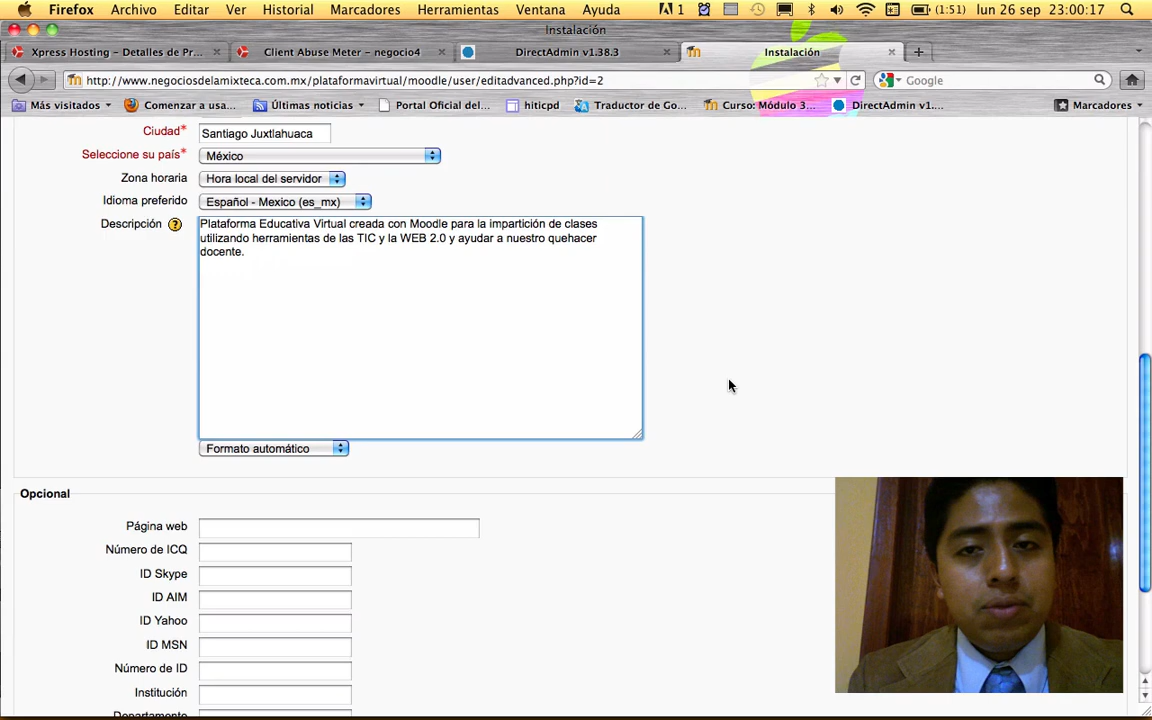 Firefox Archivo Editar Ver Historial Marcadores Herramientas Ventana Ayuda 1 (1:51) lun 26 sep 23:00:17
Instalación
Xpress Hosting – Detalles de Pr... Client Abuse Meter – negocio4 DirectAdmin v1.38.3 Instalación
http://www.negociosdelamixteca.com.mx/plataformavirtual/moodle/user/editadvanced.php?id=2 Google
Más visitados Comenzar a usa... Últimas noticias Portal Oficial del... hiticpd Traductor de Go... Curso: Módulo 3... DirectAdmin v1.... Marcadores
Ciudad* Santiago Juxtlahuaca
Seleccione su país* México
Zona horaria Hora local del servidor
Idioma preferido Español - Mexico (es_mx)
Descripción ? Plataforma Educativa Virtual creada con Moodle para la impartición de clases
utilizando herramientas de las TIC y la WEB 2.0 y ayudar a nuestro quehacer
docente.
Formato automático
Opcional
Página web
Número de ICQ
ID Skype
ID AIM
ID Yahoo
ID MSN
Número de ID
Institución
Departamento